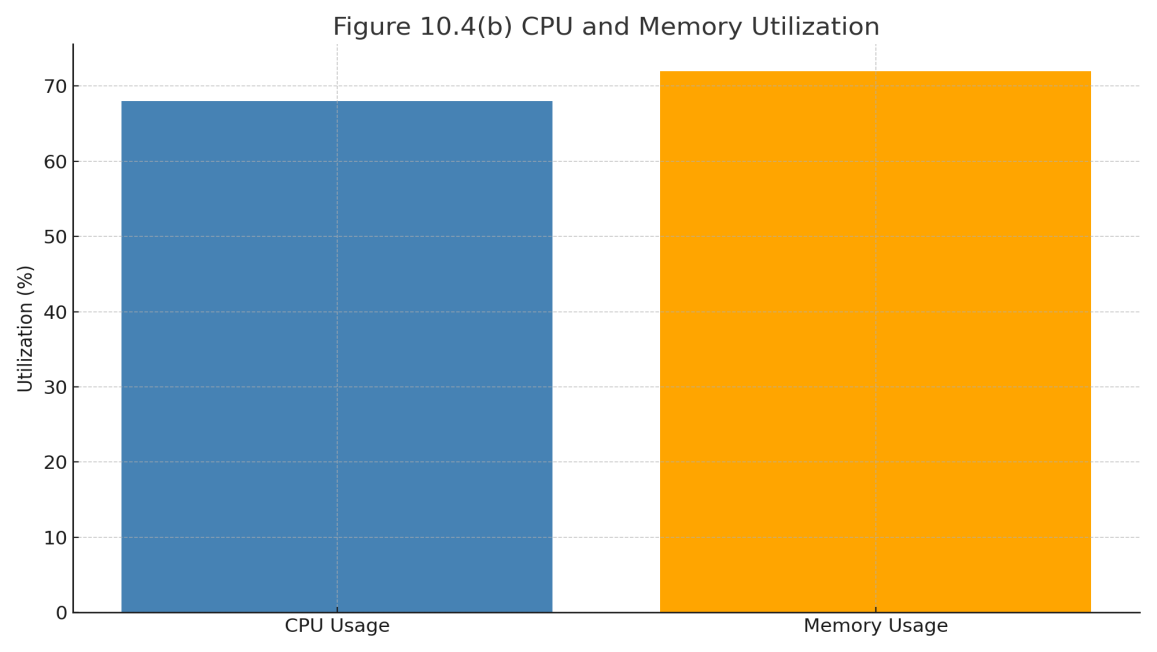 Figure 10.4(b) CPU and Memory Utilization
Utilization (%)
70
60
50
40
30
20
10
0
CPU Usage
Memory Usage